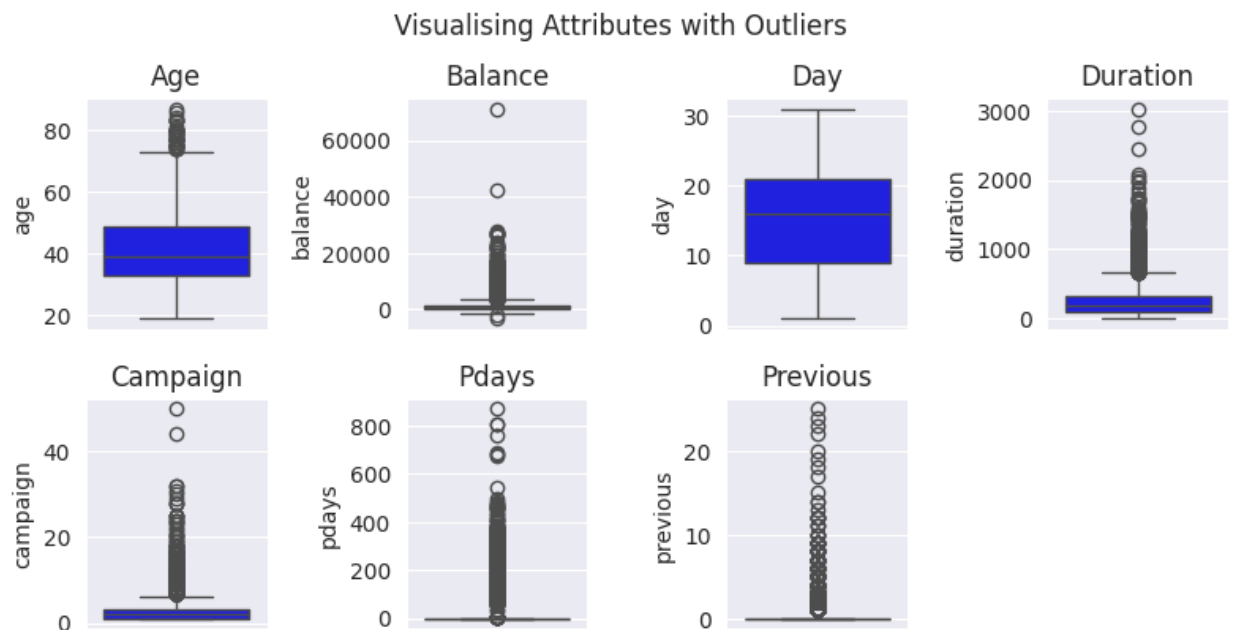 Visualising Attributes with Outliers
Age
Balance
Day
Duration
age
80
60
40
20
balance
60000
40000
20000
0
day
30
20
10
0
duration
3000
2000
1000
0
Campaign
Pdays
Previous
campaign
40
20
0
pdays
800
600
400
200
0
previous
20
10
0